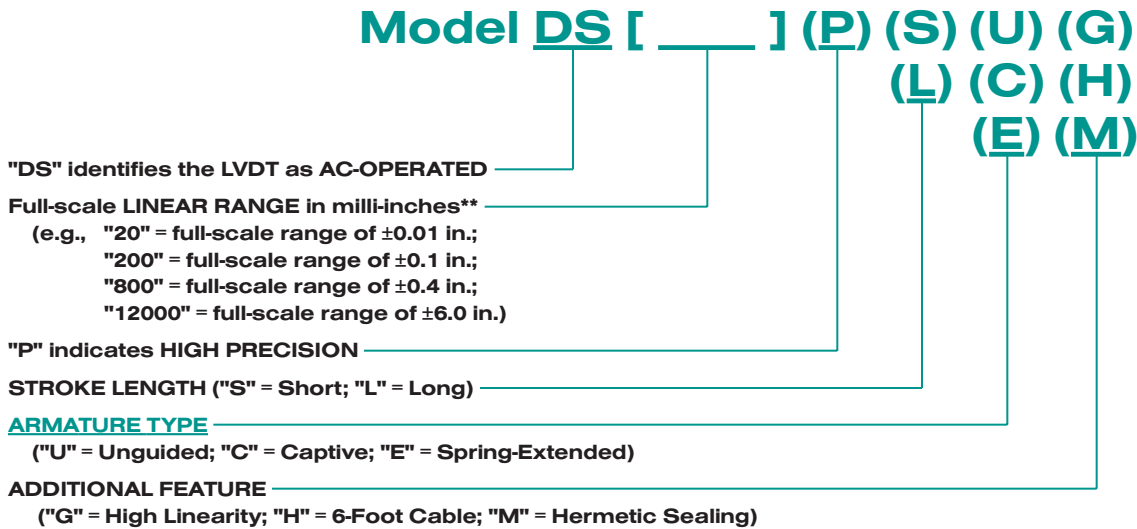 Model DS [ ____ ] (P) (S) (U) (G)
(L) (C) (H)
(E) (M)
"DS" identifies the LVDT as AC-OPERATED
Full-scale LINEAR RANGE in milli-inches**
(e.g., "20" = full-scale range of ±0.01 in.;
"200" = full-scale range of ±0.1 in.;
"800" = full-scale range of ±0.4 in.;
"12000" = full-scale range of ±6.0 in.)
"P" indicates HIGH PRECISION
STROKE LENGTH ("S" = Short; "L" = Long)
ARMATURE TYPE
("U" = Unguided; "C" = Captive; "E" = Spring-Extended)
ADDITIONAL FEATURE
("G" = High Linearity; "H" = 6-Foot Cable; "M" = Hermetic Sealing)